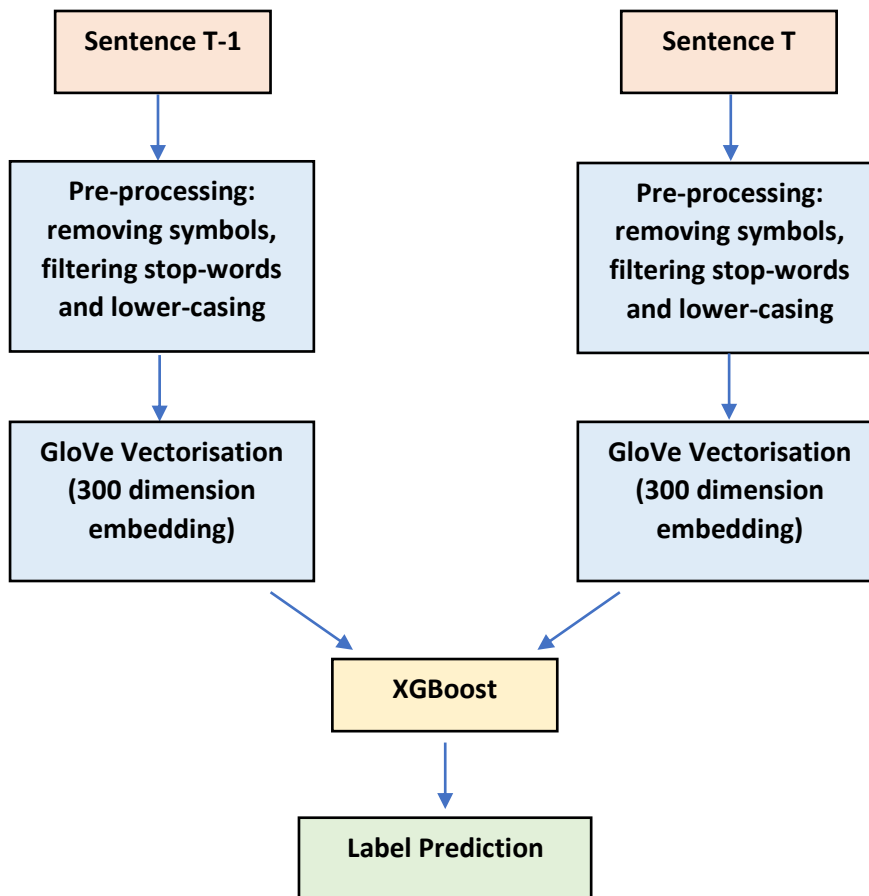 Sentence T-1
Sentence T
Pre-processing:
removing symbols,
filtering stop-words
and lower-casing
Pre-processing:
removing symbols,
filtering stop-words
and lower-casing
GloVe Vectorisation
(300 dimension
embedding)
GloVe Vectorisation
(300 dimension
embedding)
XGBoost
Label Prediction